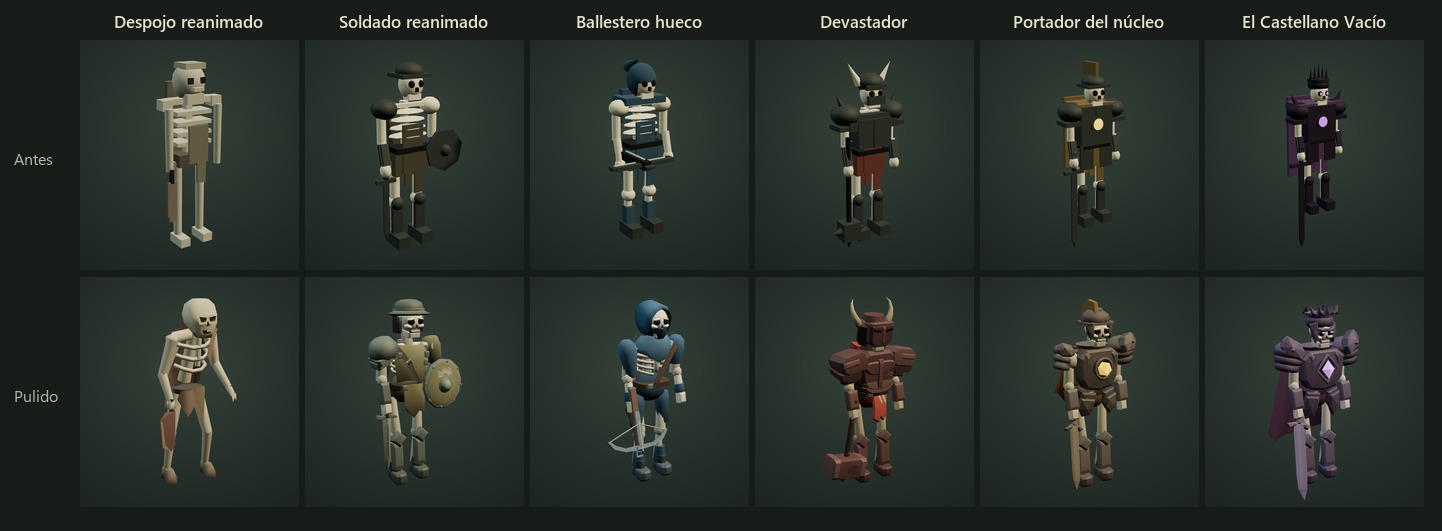 Despojo reanimado
Soldado reanimado
Ballestero hueco
Devastador
Portador del núcleo
El Castellano Vacío
Antes
Pulido